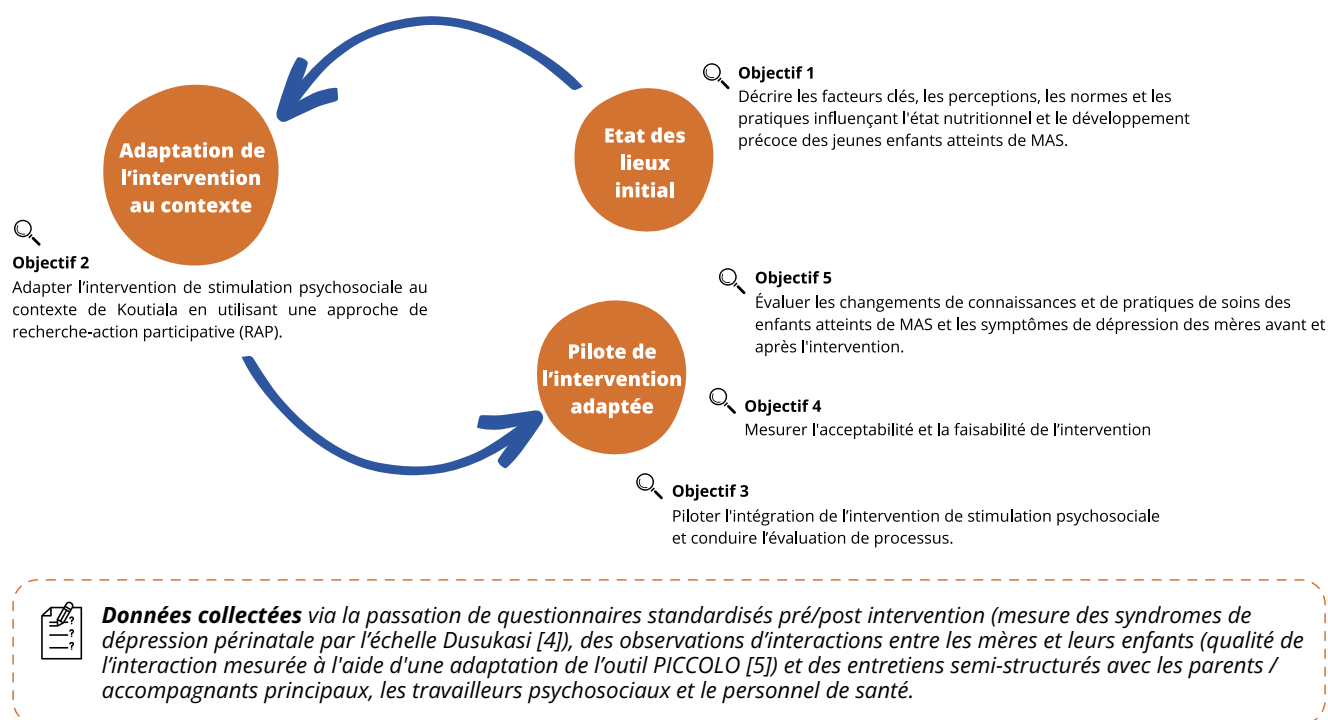 Etat des
lieux
initial
Objectif 1
Décrire les facteurs clés, les perceptions, les normes et les
pratiques influençant l'état nutritionnel et le développement
précoce des jeunes enfants atteints de MAS.
Adaptation de
l’intervention
au contexte
Objectif 2
Adapter l’intervention de stimulation psychosociale au
contexte de Koutiala en utilisant une approche de
recherche-action participative (RAP).
Pilote de
l’intervention
adaptée
Objectif 5
Évaluer les changements de connaissances et de pratiques de soins des
enfants atteints de MAS et les symptômes de dépression des mères avant et
après l'intervention.
Objectif 4
Mesurer l'acceptabilité et la faisabilité de l’intervention
Objectif 3
Piloter l'intégration de l’intervention de stimulation psychosociale
et conduire l’évaluation de processus.
Données collectées via la passation de questionnaires standardisés pré/post intervention (mesure des syndromes de
dépression périnatale par l’échelle Dusukasi [4]), des observations d’interactions entre les mères et leurs enfants (qualité de
l’interaction mesurée à l'aide d'une adaptation de l’outil PICCOLO [5]) et des entretiens semi-structurés avec les parents /
accompagnants principaux, les travailleurs psychosociaux et le personnel de santé.